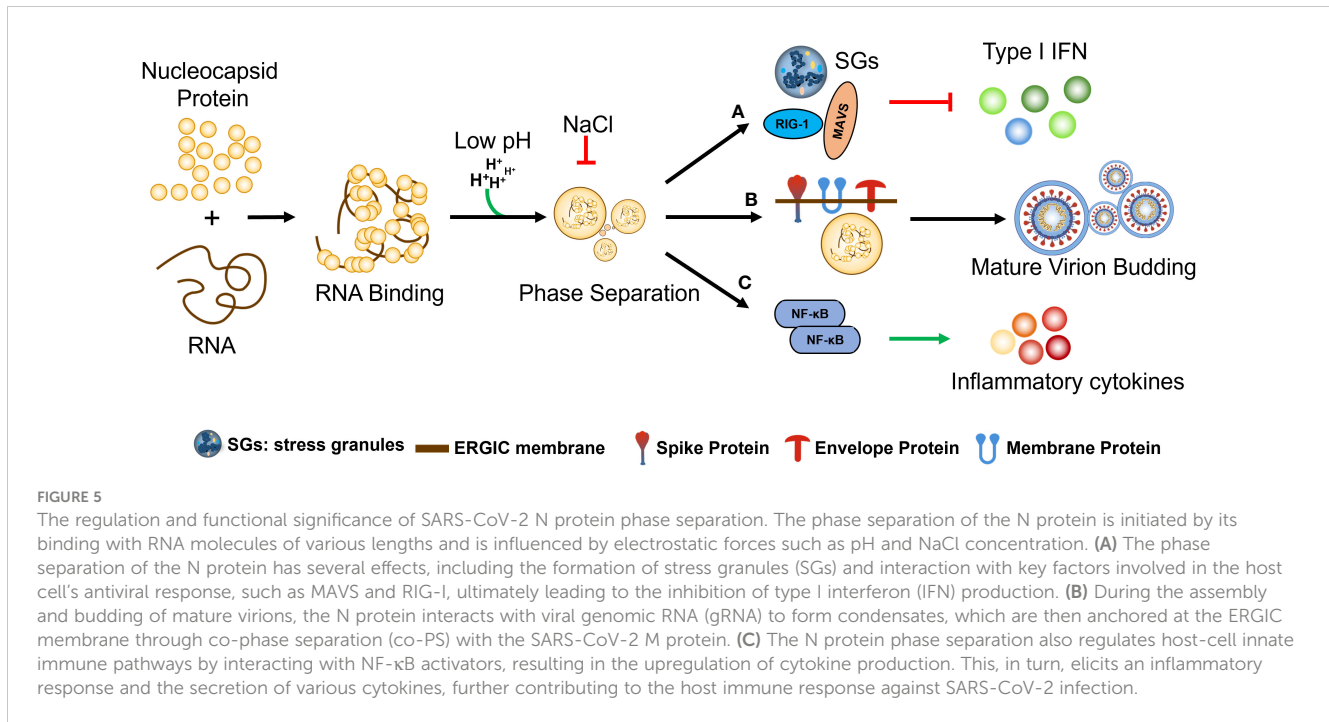 Nucleocapsid
Protein
+
RNA
RNA Binding
Low pH
H⁺
H⁺
H⁺
H⁺
NaCl
Phase Separation
A
SGs
RIG-1
MAVS
Type I IFN
B
Mature Virion Budding
C
NF-κB
NF-κB
Inflammatory cytokines
SGs: stress granules
ERGIC membrane
Spike Protein
Envelope Protein
Membrane Protein
FIGURE 5
The regulation and functional significance of SARS-CoV-2 N protein phase separation. The phase separation of the N protein is initiated by its
binding with RNA molecules of various lengths and is influenced by electrostatic forces such as pH and NaCl concentration. (A) The phase
separation of the N protein has several effects, including the formation of stress granules (SGs) and interaction with key factors involved in the host
cell's antiviral response, such as MAVS and RIG-I, ultimately leading to the inhibition of type I interferon (IFN) production. (B) During the assembly
and budding of mature virions, the N protein interacts with viral genomic RNA (gRNA) to form condensates, which are then anchored at the ERGIC
membrane through co-phase separation (co-PS) with the SARS-CoV-2 M protein. (C) The N protein phase separation also regulates host-cell innate
immune pathways by interacting with NF-κB activators, resulting in the upregulation of cytokine production. This, in turn, elicits an inflammatory
response and the secretion of various cytokines, further contributing to the host immune response against SARS-CoV-2 infection.